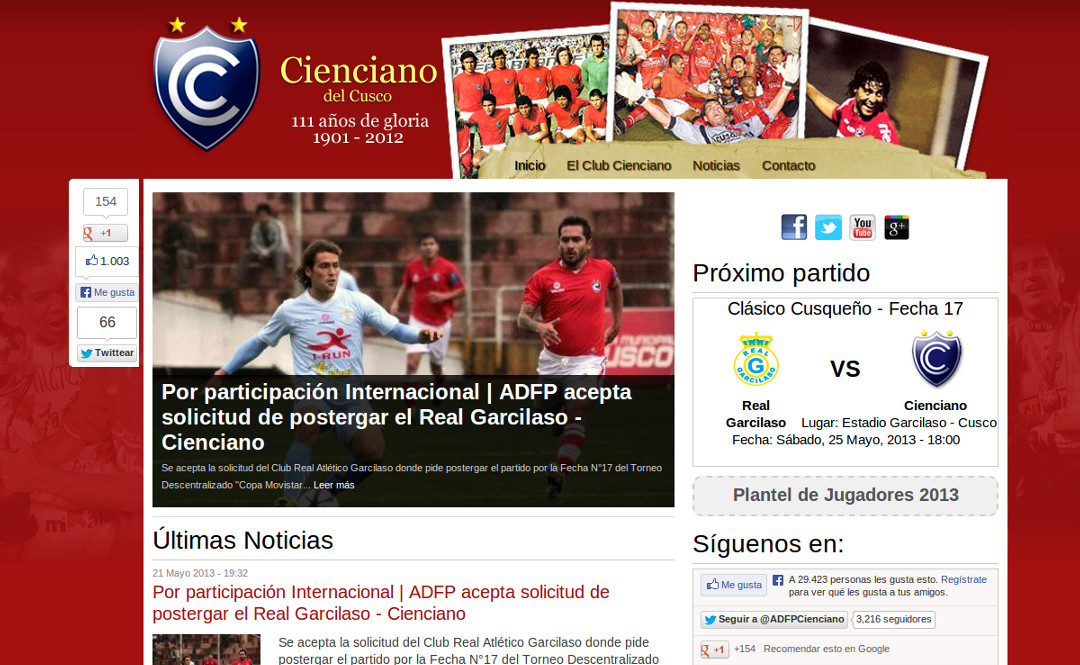 Cienciano
del Cusco
111 años de gloria
1901 - 2012
Inicio El Club Cienciano Noticias Contacto
154
+1
1.003
Me gusta
66
Twittear
I-RUN
CUSCO
Por participación Internacional | ADFP acepta
solicitud de postergar el Real Garcilaso -
Cienciano
Se acepta la solicitud del Club Real Atlético Garcilaso donde pide postergar el partido por la Fecha N°17 del Torneo
Descentralizado "Copa Movistar... Leer más
You
Tube
g+
Próximo partido
Clásico Cusqueño - Fecha 17
REAL
GARCILASO
VS
Real
Garcilaso
Cienciano
Lugar: Estadio Garcilaso - Cusco
Fecha: Sábado, 25 Mayo, 2013 - 18:00
Plantel de Jugadores 2013
Síguenos en:
Me gusta A 29.423 personas les gusta esto. Regístrate
para ver qué les gusta a tus amigos.
Seguir a @ADFPCienciano 3,216 seguidores
+1 +154 Recomendar esto en Google
Últimas Noticias
21 Mayo 2013 - 19:32
Por participación Internacional | ADFP acepta solicitud de
postergar el Real Garcilaso - Cienciano
Se acepta la solicitud del Club Real Atlético Garcilaso donde pide
postergar el partido por la Fecha N°17 del Torneo Descentralizado